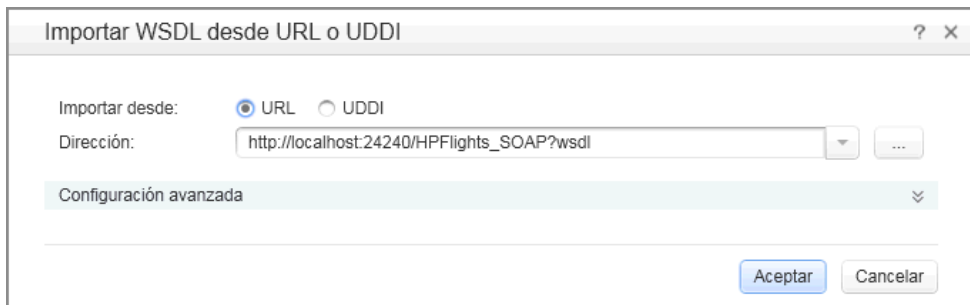 Importar WSDL desde URL o UDDI ?
Importar desde: URL UDDI
Dirección: http://localhost:24240/HPFlights_SOAP?wsdl ...
Configuración avanzada
Aceptar Cancelar